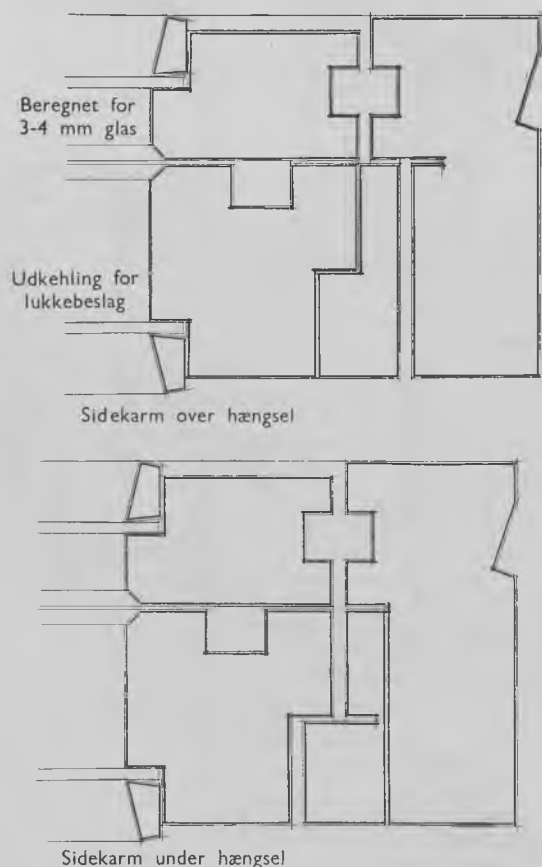 Beregnet for
3-4 mm glas
Udkehling for
lukkebeslag
Sidekarm over hængsel
Sidekarm under hængsel